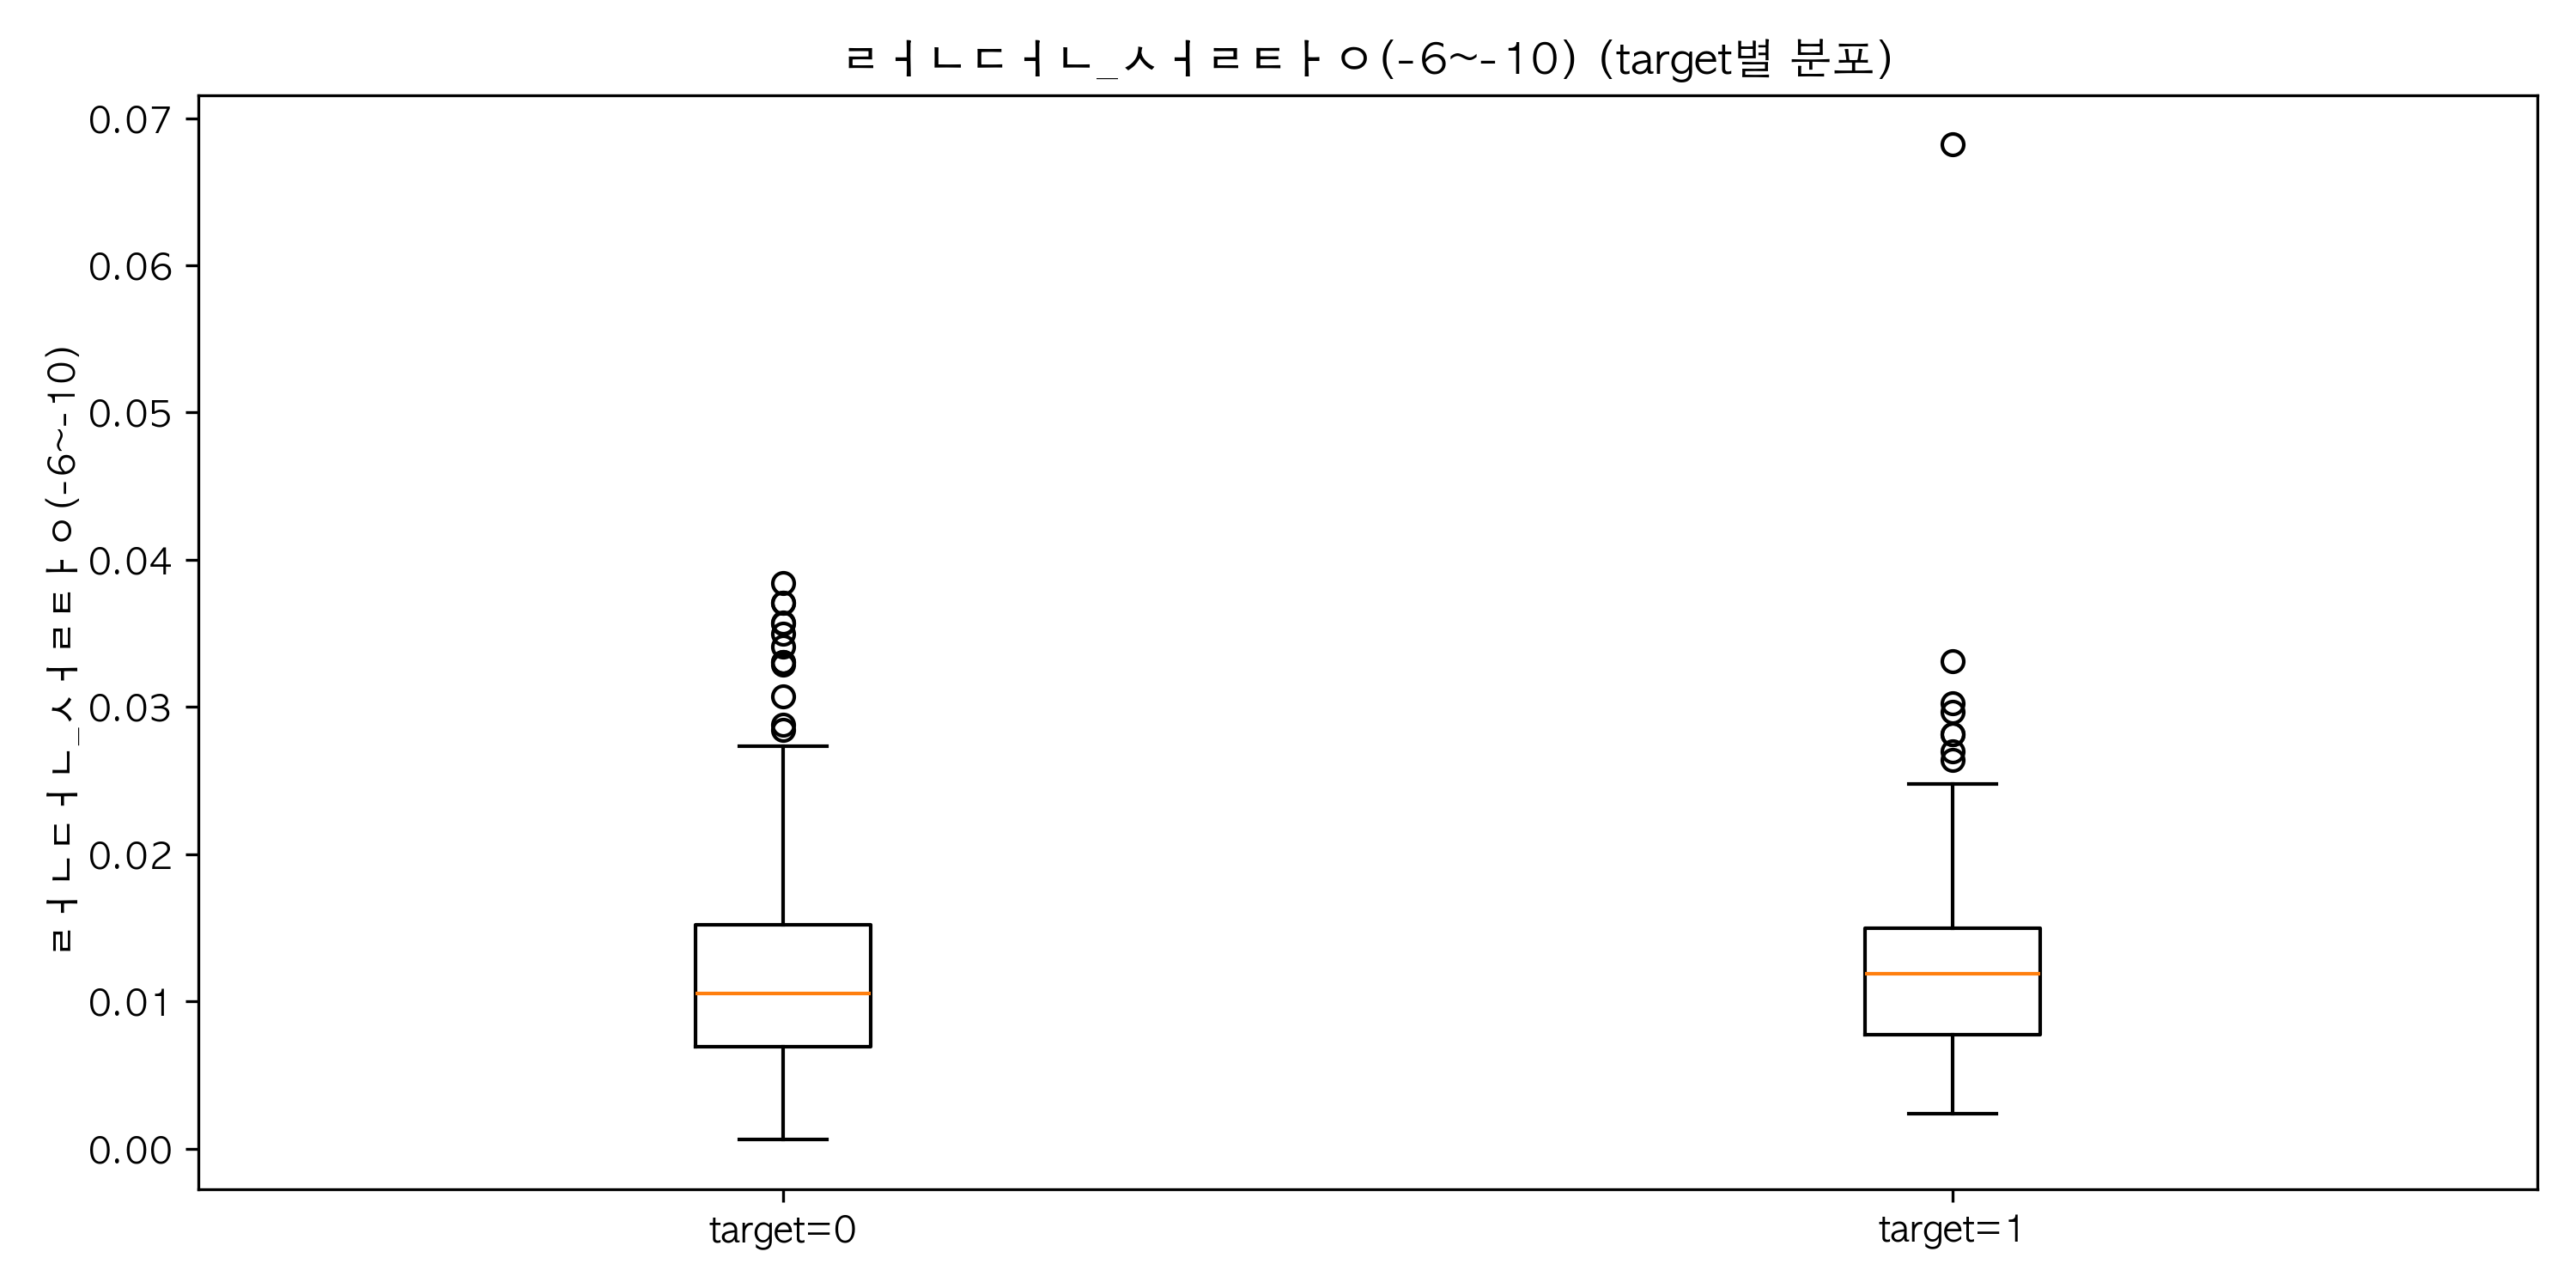 ㄹㅓㄴㄷㅓㄴ_ㅅㅓㄹㅌㅏㅇ(-6~-10) (target별 분포)
ㄹㅓㄴㄷㅓㄴ_ㅅㅓㄹㅌㅏㅇ(-6~-10)
0.07
0.06
0.05
0.04
0.03
0.02
0.01
0.00
target=0
target=1